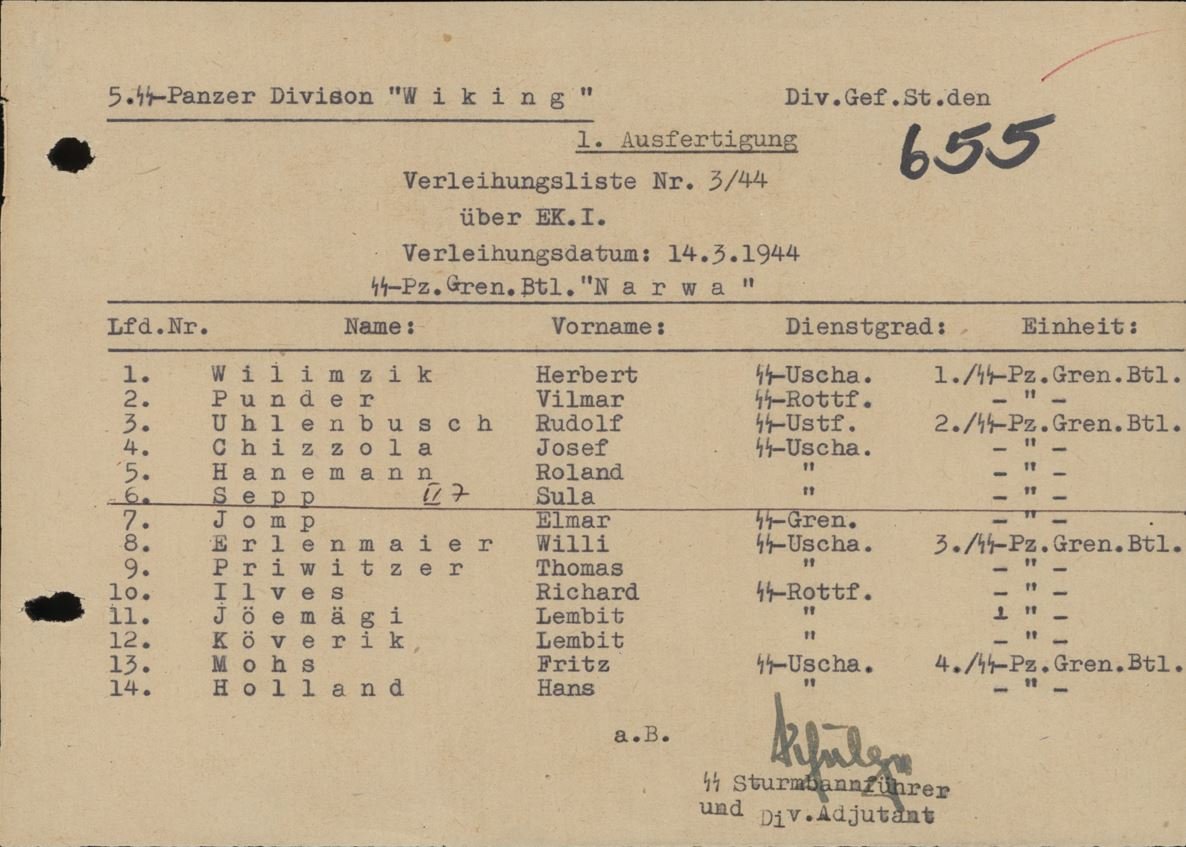 5.ᛋᛋ-Panzer Divison "W i k i n g"    Div.Gef.St.den
1. Ausfertigung
655
Verleihungsliste Nr. 3/44
über EK.I.
Verleihungsdatum: 14.3.1944
ᛋᛋ-Pz.Gren.Btl."N a r w a"
Lfd.Nr.    Name:    Vorname:    Dienstgrad:    Einheit:
1.    W i l i m z i k    Herbert    ᛋᛋ-Uscha.    1./ᛋᛋ-Pz.Gren.Btl.
2.    P u n d e r    Vilmar    ᛋᛋ-Rottf.    - " -
3.    U h l e n b u s c h    Rudolf    ᛋᛋ-Ustf.    2./ᛋᛋ-Pz.Gren.Btl.
4.    C h i z z o l a    Josef    ᛋᛋ-Uscha.    - " -
5.    H a n e m a n n    Roland    "    - " -
6.    S e p p    II 7    Sula    "    - " -
7.    J o m p    Elmar    ᛋᛋ-Gren.    - " -
8.    E r l e n m a i e r    Willi    ᛋᛋ-Uscha.    3./ᛋᛋ-Pz.Gren.Btl.
9.    P r i w i t z e r    Thomas    "    - " -
1o.    I l v e s    Richard    ᛋᛋ-Rottf.    - " -
11.    J ö e m ä g i    Lembit    "    1 " -
12.    K ö v e r i k    Lembit    "    - " -
13.    M o h s    Fritz    ᛋᛋ-Uscha.    4./ᛋᛋ-Pz.Gren.Btl.
14.    H o l l a n d    Hans    "    - " -
a.B.
ᛋᛋ Sturmbannführer
und Div.Adjutant